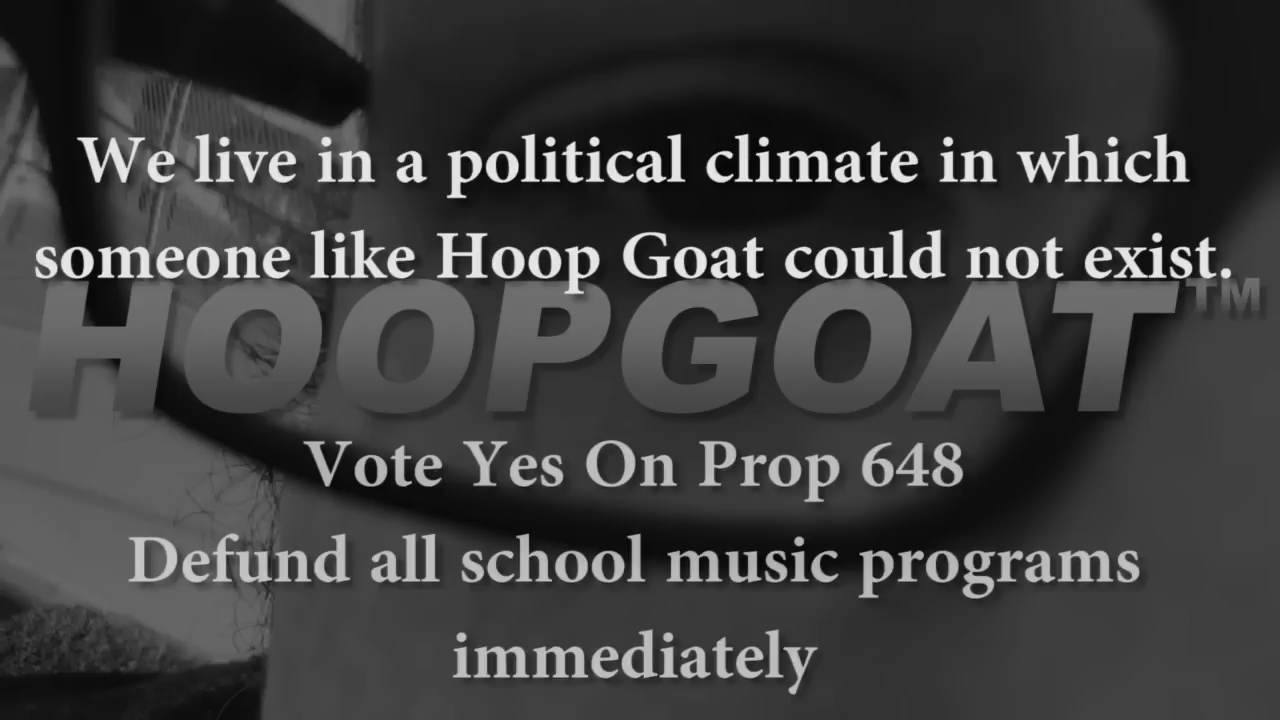 We live in a political climate in which
someone like Hoop Goat could not exist.
HOOPGOAT™
Vote Yes On Prop 648
Defund all school music programs
immediately